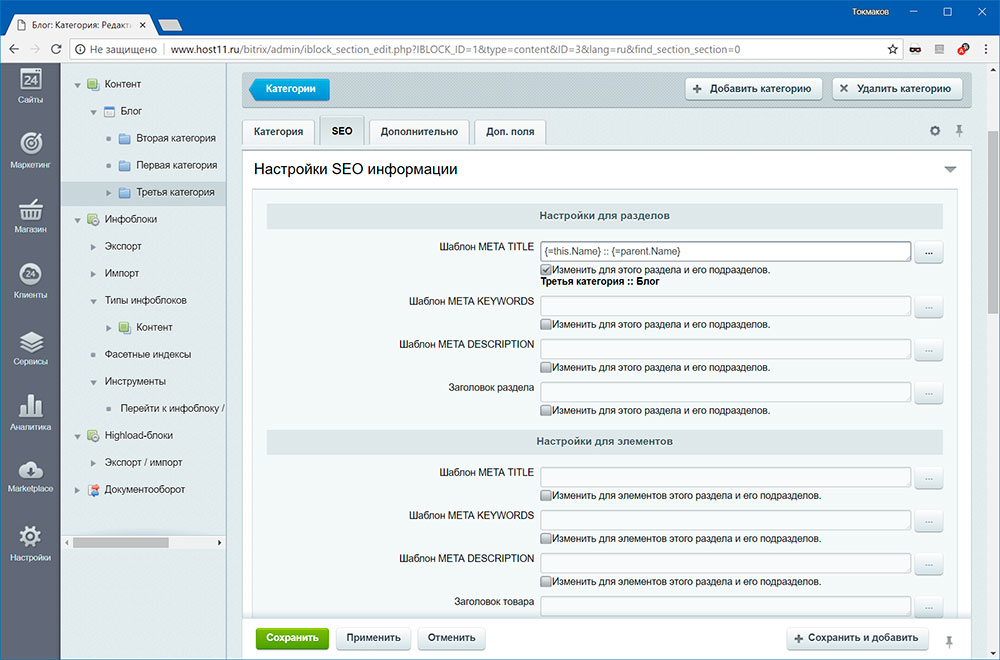 Токмаков
Блог: Категория: Редакт
Не защищено
www.host11.ru/bitrix/admin/iblock_section_edit.php?IBLOCK_ID=1&type=content&ID=3&lang=ru&find_section_section=0
24
Сайты
Маркетинг
Магазин
24
Клиенты
Сервисы
Аналитика
Marketplace
Настройки
Контент
Блог
Вторая категория
Первая категория
Третья категория
Инфоблоки
Экспорт
Импорт
Типы инфоблоков
Контент
Фасетные индексы
Инструменты
Перейти к инфоблоку /
Highload-блоки
Экспорт / импорт
Документооборот
Категории
Добавить категорию
Удалить категорию
Категория
SEO
Дополнительно
Доп. поля
Настройки SEO информации
Настройки для разделов
Шаблон META TITLE
{=this.Name} :: {=parent.Name}
...
Изменить для этого раздела и его подразделов.
Третья категория :: Блог
Шаблон META KEYWORDS
...
Изменить для этого раздела и его подразделов.
Шаблон META DESCRIPTION
...
Изменить для этого раздела и его подразделов.
Заголовок раздела
...
Изменить для этого раздела и его подразделов.
Настройки для элементов
Шаблон META TITLE
...
Изменить для элементов этого раздела и его подразделов.
Шаблон META KEYWORDS
...
Изменить для элементов этого раздела и его подразделов.
Шаблон META DESCRIPTION
...
Изменить для элементов этого раздела и его подразделов.
Заголовок товара
...
Сохранить
Применить
Отменить
Сохранить и добавить